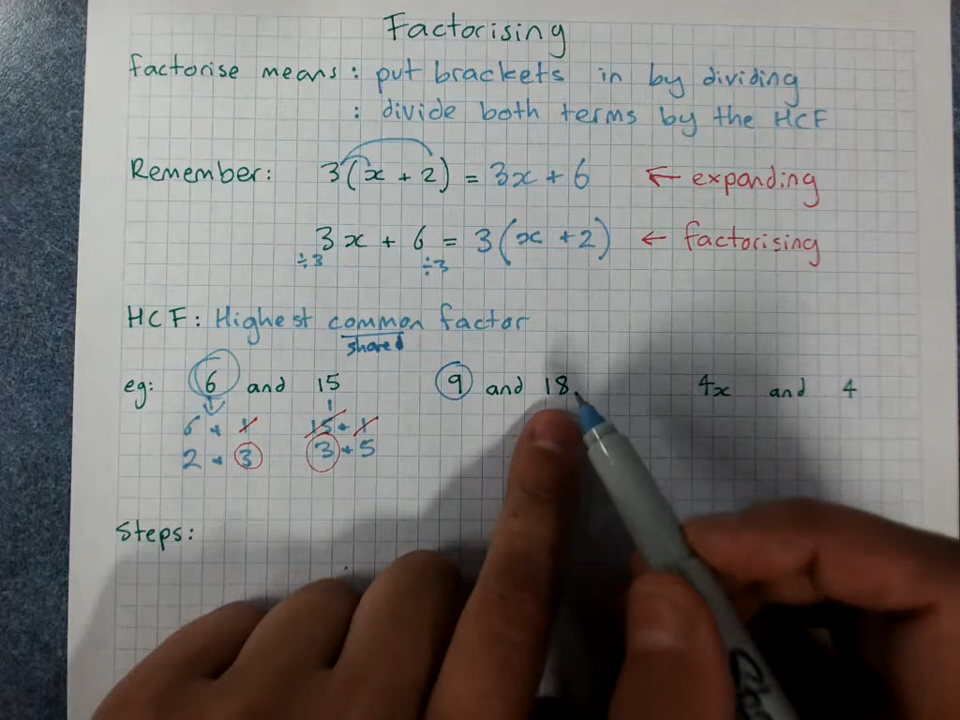 Factorising
factorise means : put brackets in by dividing
: divide both terms by the HCF
Remember: 3(x + 2) = 3x + 6 ← expanding
3x + 6 = 3(x + 2) ← factorising
÷3 ÷3
HCF: Highest common factor
shared
eg: 6 and 15 9 and 18 4x and 4
6 * 1 15 * 1
2 * 3 3 * 5
Steps: